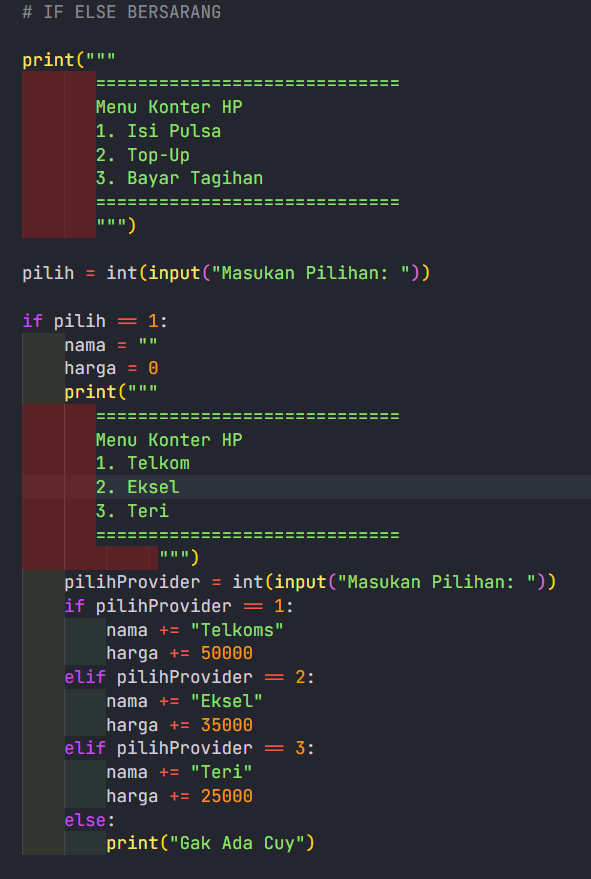 # IF ELSE BERSARANG
print("""
=============================
Menu Konter HP
1. Isi Pulsa
2. Top-Up
3. Bayar Tagihan
=============================
""")
pilih = int(input("Masukan Pilihan: "))
if pilih == 1:
nama = ""
harga = 0
print("""
=============================
Menu Konter HP
1. Telkom
2. Eksel
3. Teri
=============================
""")
pilihProvider = int(input("Masukan Pilihan: "))
if pilihProvider == 1:
nama += "Telkoms"
harga += 50000
elif pilihProvider == 2:
nama += "Eksel"
harga += 35000
elif pilihProvider == 3:
nama += "Teri"
harga += 25000
else:
print("Gak Ada Cuy")